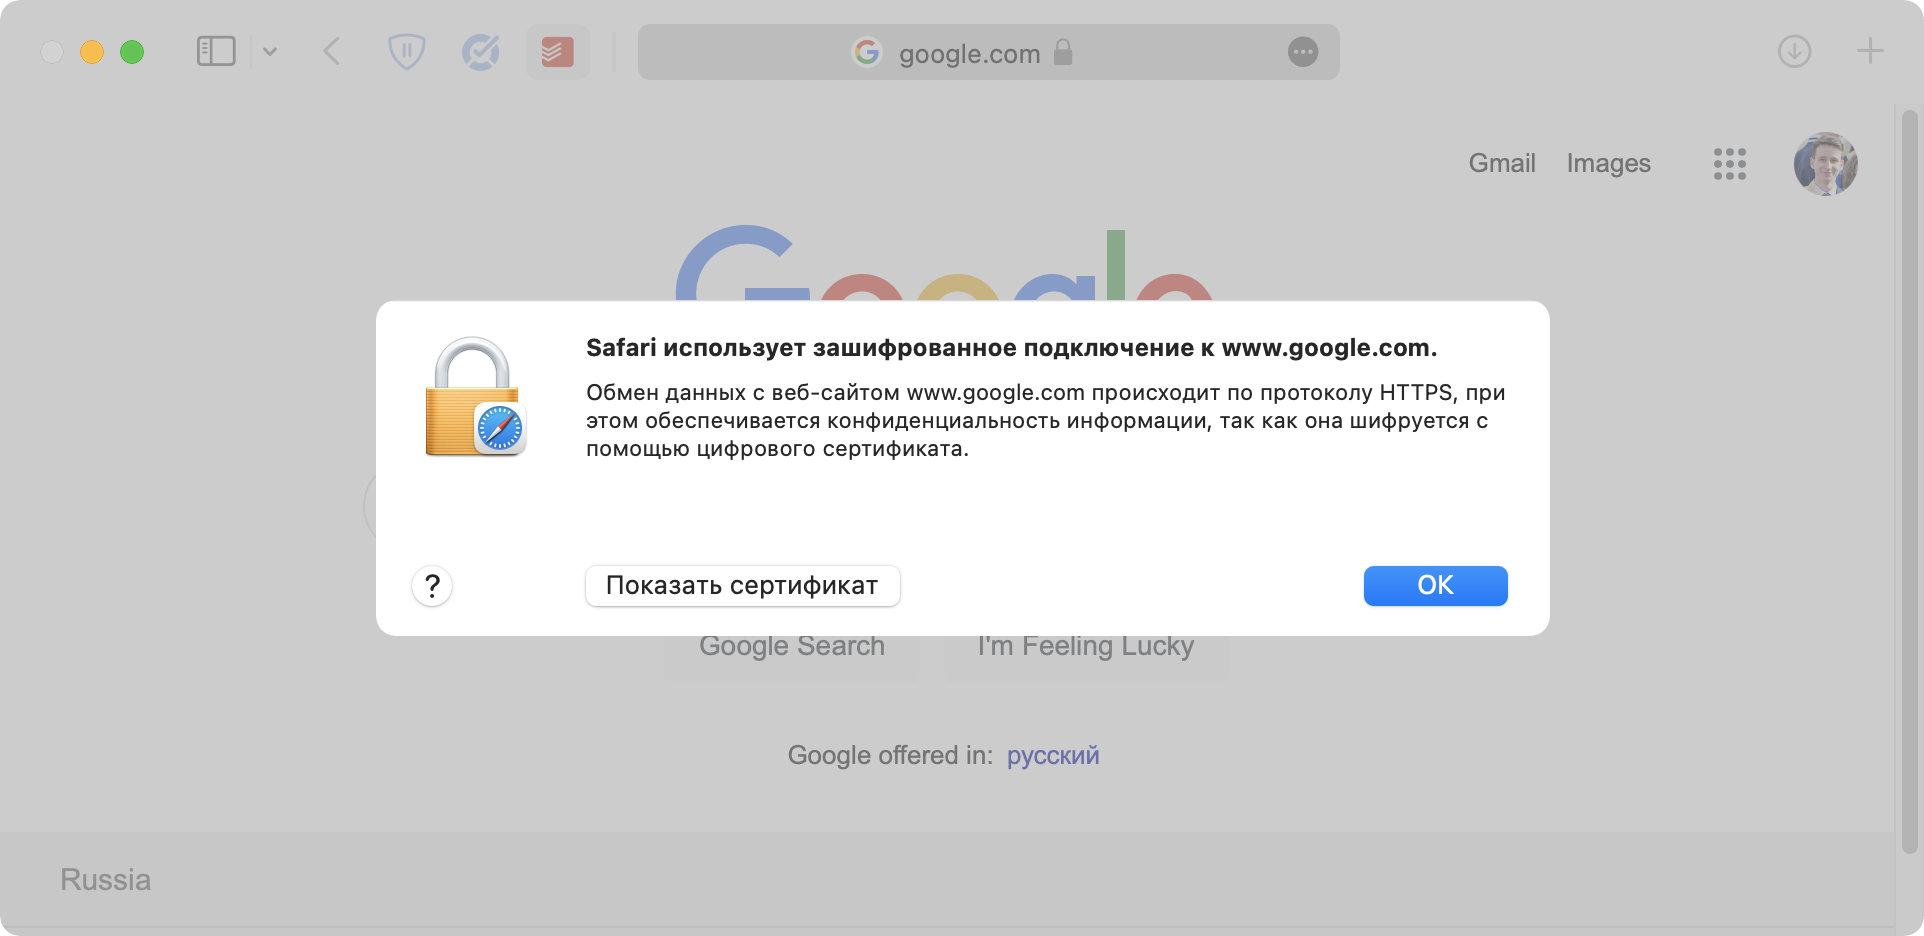 google.com
Gmail Images
Google
Safari использует зашифрованное подключение к www.google.com.
Обмен данных с веб-сайтом www.google.com происходит по протоколу HTTPS, при
этом обеспечивается конфиденциальность информации, так как она шифруется с
помощью цифрового сертификата.
?
Показать сертификат
OK
Google Search
I'm Feeling Lucky
Google offered in: русский
Russia